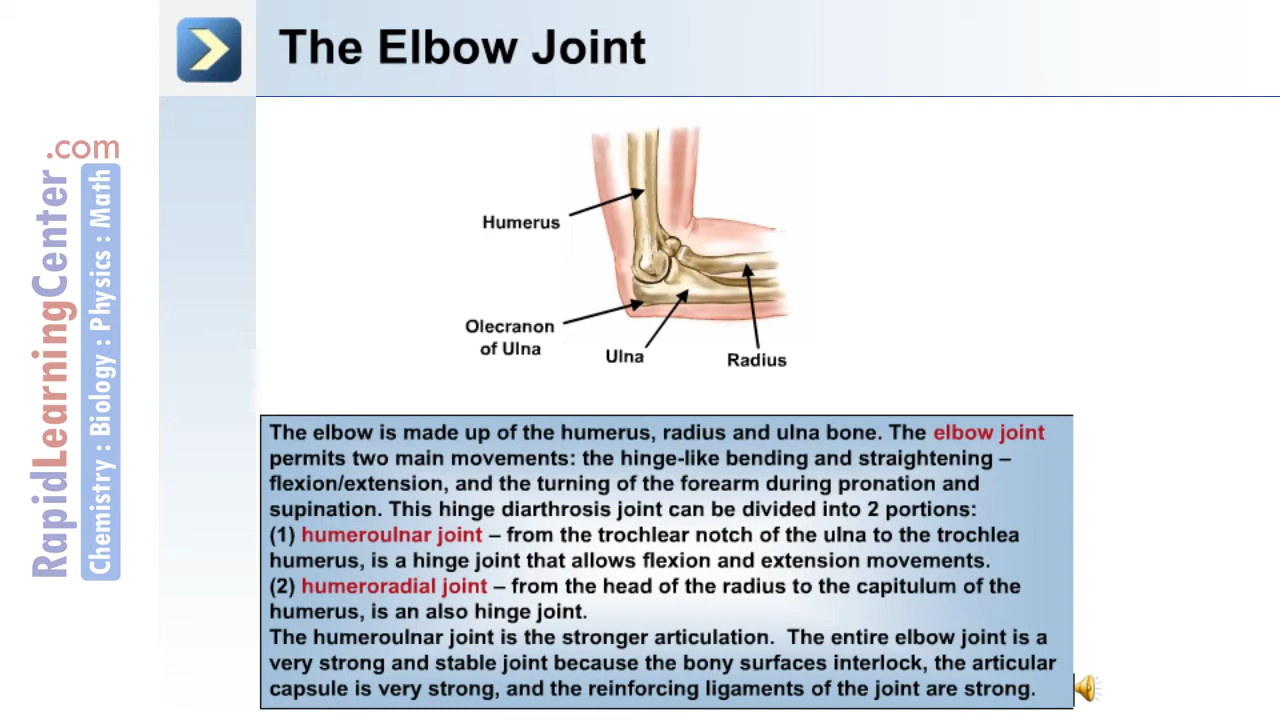 The Elbow Joint
RapidLearningCenter
.com
Chemistry : Biology : Physics : Math
Humerus
Olecranon
of Ulna
Ulna
Radius
The elbow is made up of the humerus, radius and ulna bone. The elbow joint
permits two main movements: the hinge-like bending and straightening –
flexion/extension, and the turning of the forearm during pronation and
supination. This hinge diarthrosis joint can be divided into 2 portions:
(1) humeroulnar joint – from the trochlear notch of the ulna to the trochlea
humerus, is a hinge joint that allows flexion and extension movements.
(2) humeroradial joint – from the head of the radius to the capitulum of the
humerus, is an also hinge joint.
The humeroulnar joint is the stronger articulation. The entire elbow joint is a
very strong and stable joint because the bony surfaces interlock, the articular
capsule is very strong, and the reinforcing ligaments of the joint are strong.